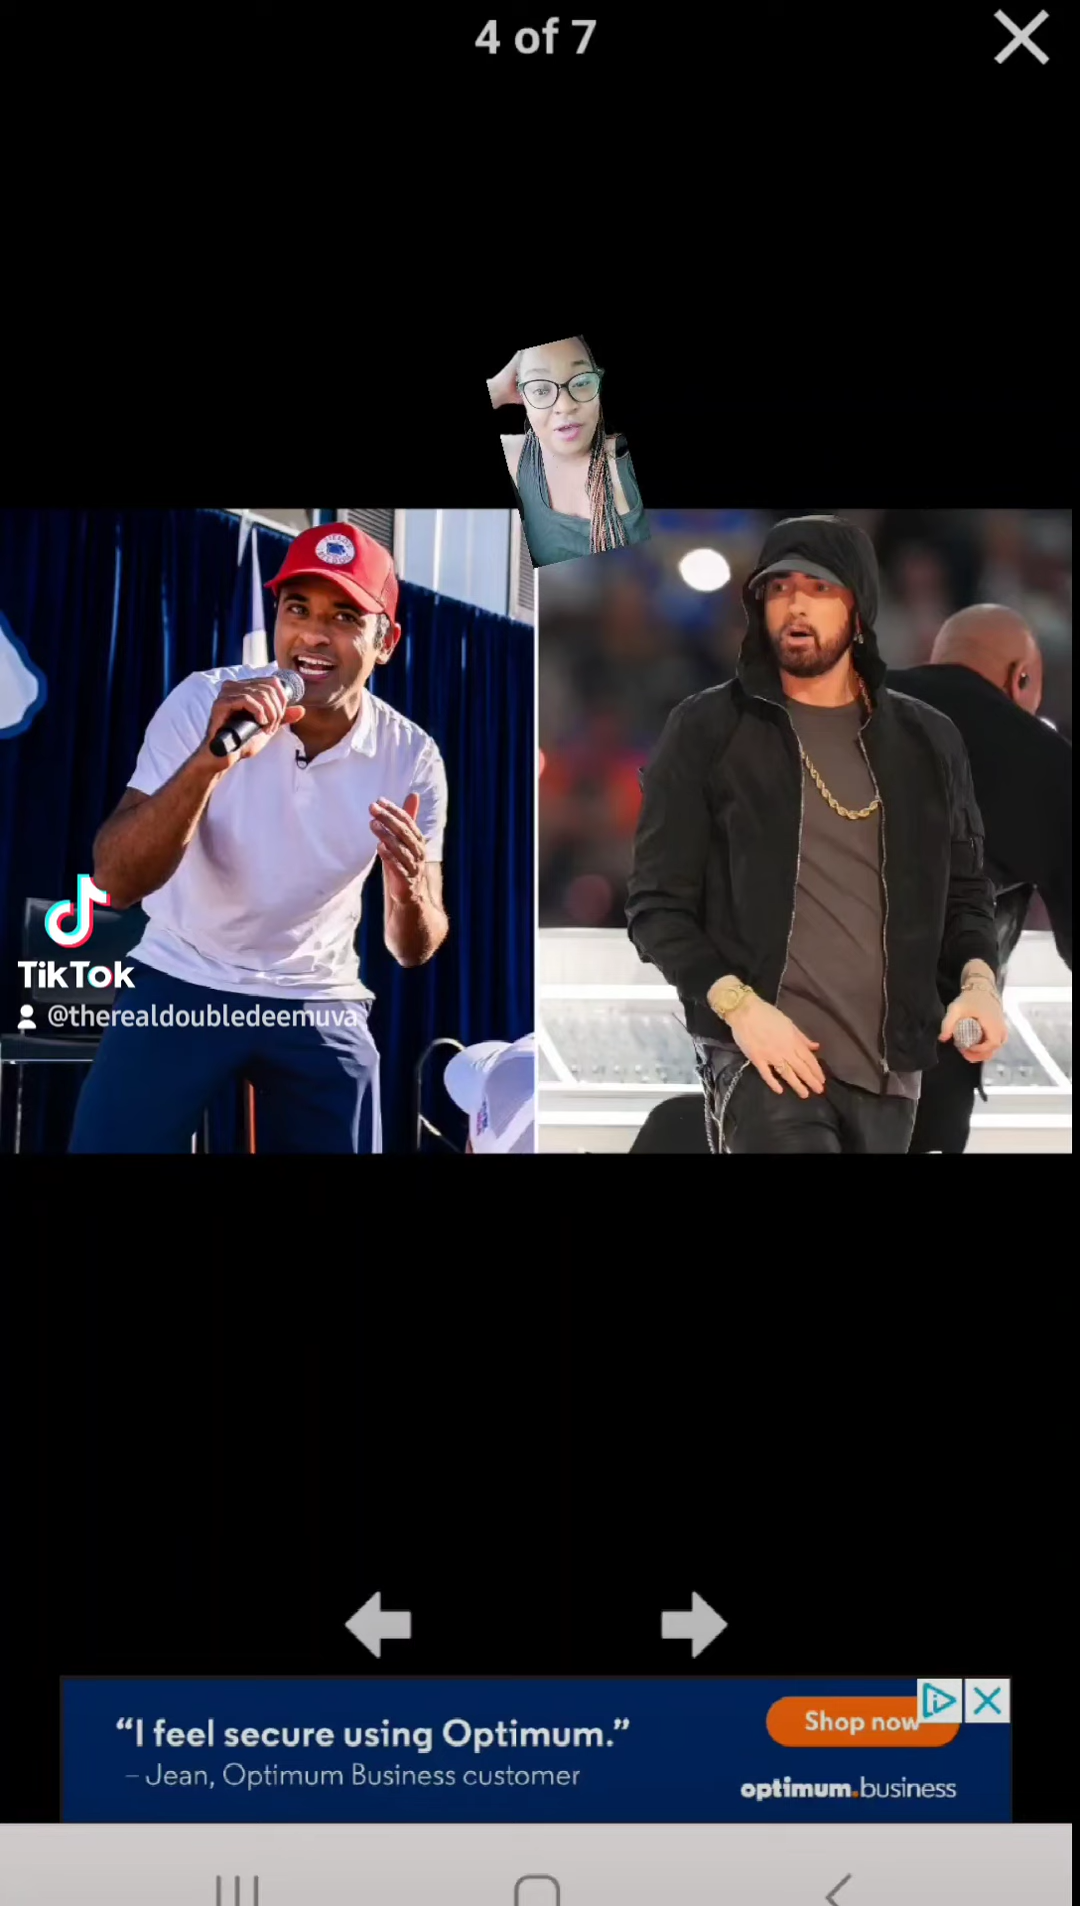 4 of 7
TikTok
@therealdoubledeemuva
“I feel secure using Optimum.”
– Jean, Optimum Business customer
Shop now
optimum.business